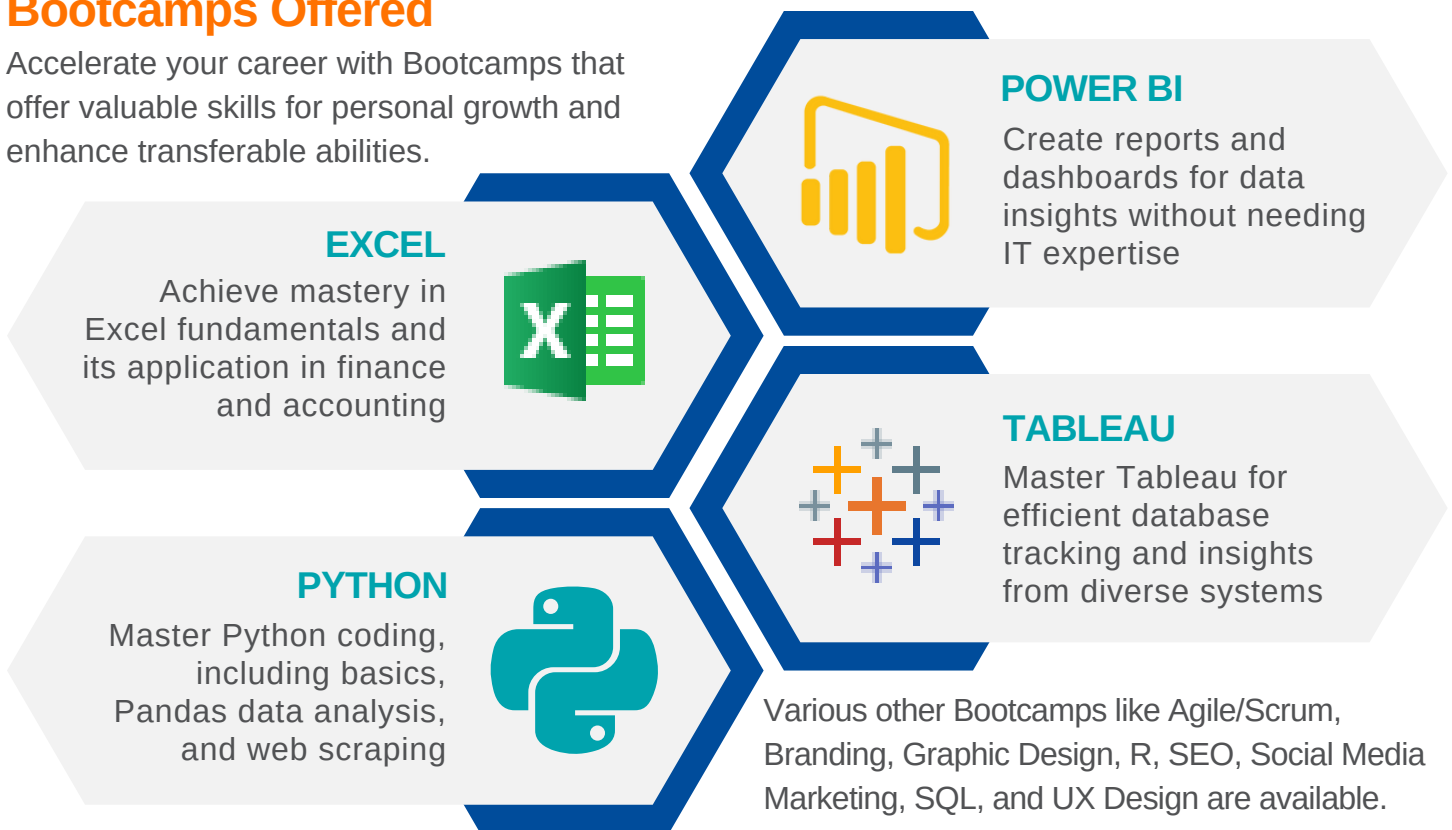 Bootcamps Offered
Accelerate your career with Bootcamps that
offer valuable skills for personal growth and
enhance transferable abilities.
EXCEL
Achieve mastery in
Excel fundamentals and
its application in finance
and accounting
X
PYTHON
Master Python coding,
including basics,
Pandas data analysis,
and web scraping
POWER BI
Create reports and
dashboards for data
insights without needing
IT expertise
TABLEAU
Master Tableau for
efficient database
tracking and insights
from diverse systems
Various other Bootcamps like Agile/Scrum,
Branding, Graphic Design, R, SEO, Social Media
Marketing, SQL, and UX Design are available.